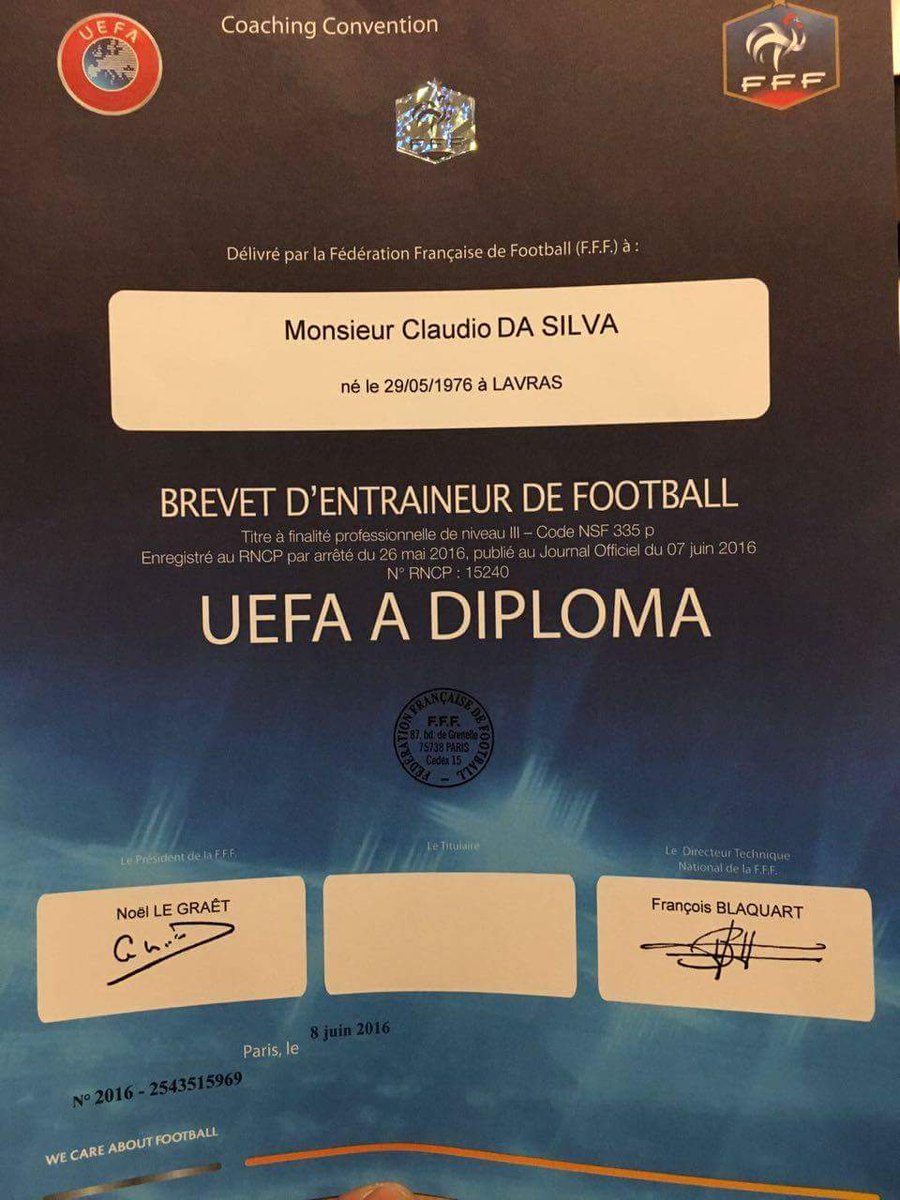 UEFA
Coaching Convention
FFF
FFF
Délivré par la Fédération Française de Football (F.F.F.) à :
Monsieur Claudio DA SILVA
né le 29/05/1976 à LAVRAS
BREVET D'ENTRAINEUR DE FOOTBALL
Titre à finalité professionnelle de niveau III – Code NSF 335 p
Enregistré au RNCP par arrêté du 26 mai 2016, publié au Journal Officiel du 07 juin 2016
N° RNCP : 15240
UEFA A DIPLOMA
FÉDÉRATION FRANÇAISE DE FOOTBALL
F.F.F.
87, bd. de Grenelle
75738 PARIS
Cedex 15
Le Président de la F.F.F.
Le Titulaire
Le Directeur Technique
National de la F.F.F.
Noël LE GRAËT
François BLAQUART
Paris, le 8 juin 2016
N° 2016 - 2543515969
WE CARE ABOUT FOOTBALL